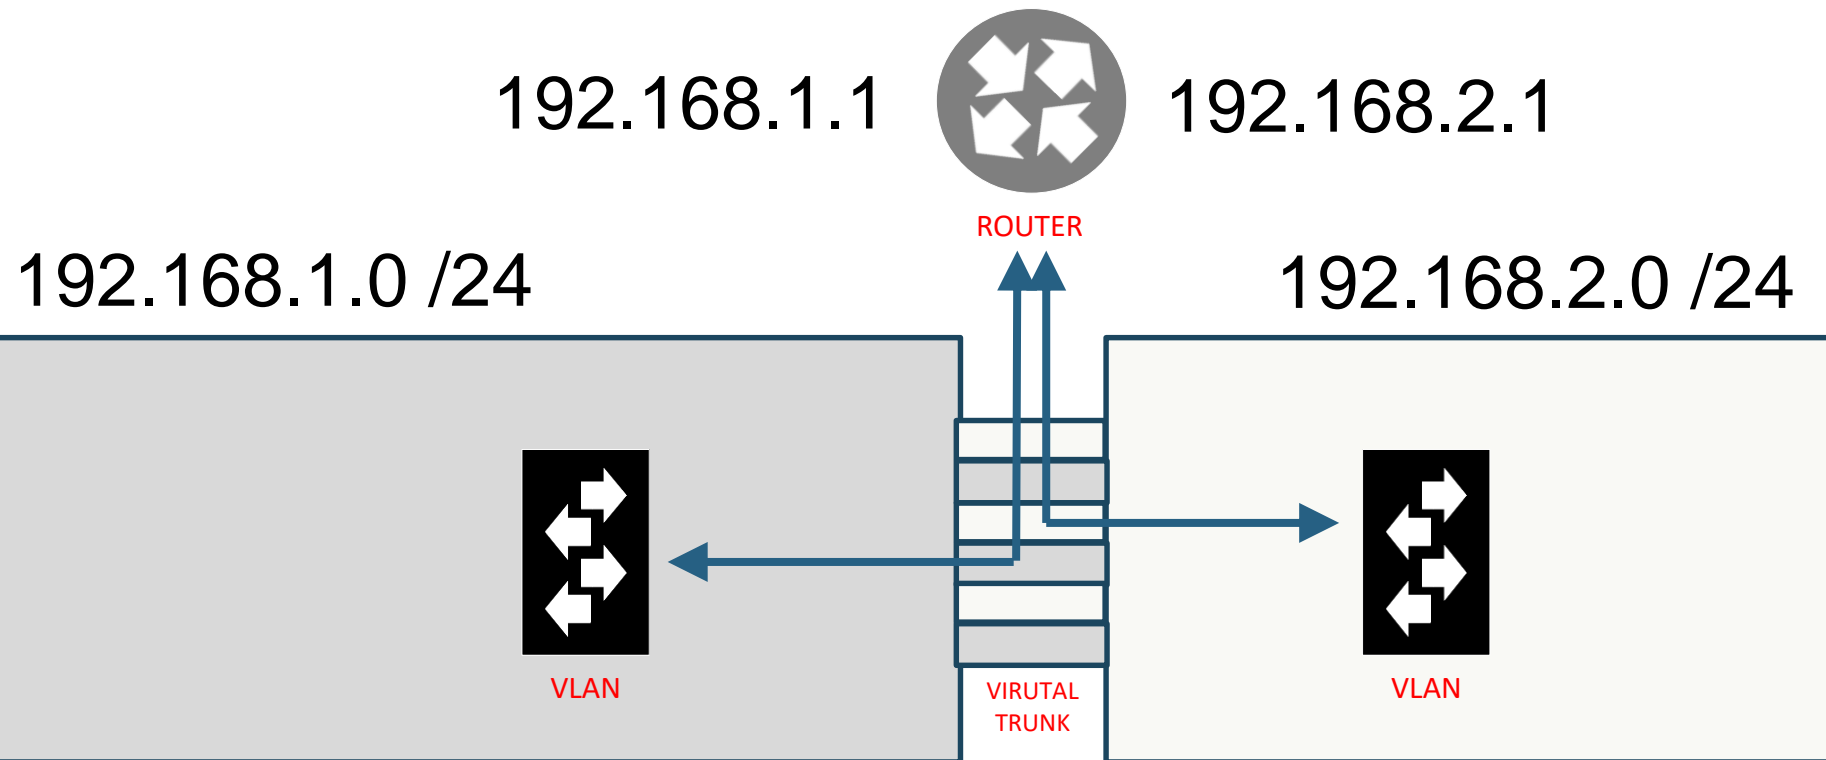 192.168.1.1
192.168.2.1
ROUTER
192.168.1.0 /24
192.168.2.0 /24
VLAN
VIRUTAL
TRUNK
VLAN